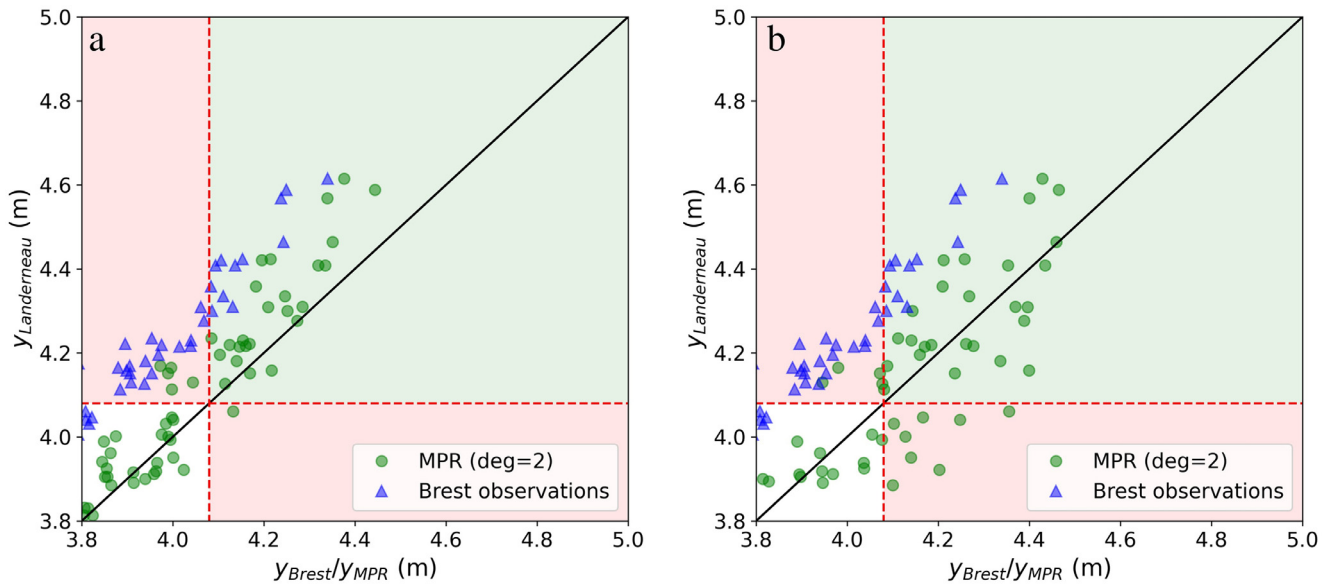 a
5.0
4.8
4.6
4.4
4.2
4.0
3.8
y_Landerneau (m)
3.8 4.0 4.2 4.4 4.6 4.8 5.0
y_Brest/y_MPR (m)
MPR (deg=2)
Brest observations
b
5.0
4.8
4.6
4.4
4.2
4.0
3.8
y_Landerneau (m)
3.8 4.0 4.2 4.4 4.6 4.8 5.0
y_Brest/y_MPR (m)
MPR (deg=2)
Brest observations